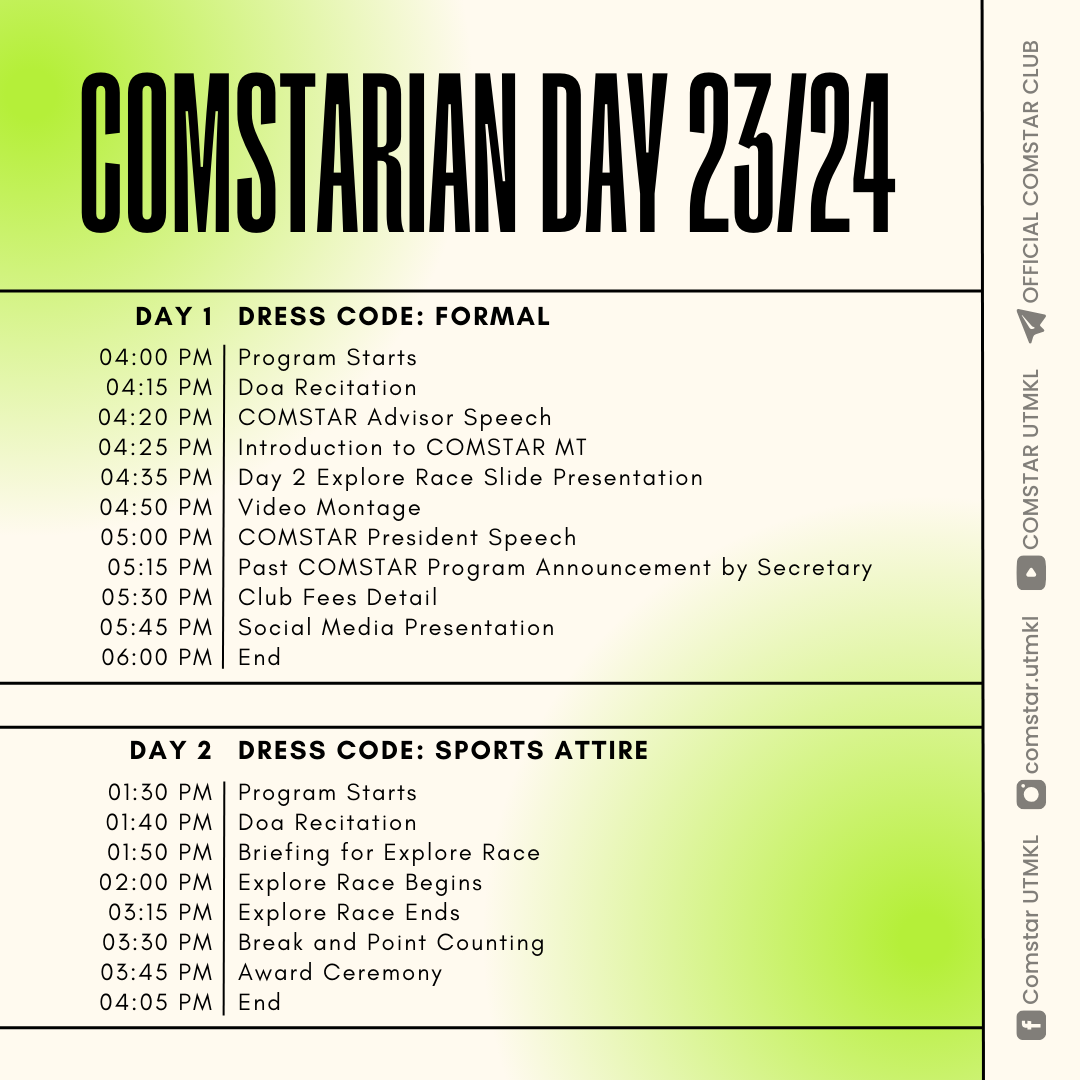 COMSTARIAN DAY 23/24
DAY 1 DRESS CODE: FORMAL
04:00 PM Program Starts
04:15 PM Doa Recitation
04:20 PM COMSTAR Advisor Speech
04:25 PM Introduction to COMSTAR MT
04:35 PM Day 2 Explore Race Slide Presentation
04:50 PM Video Montage
05:00 PM COMSTAR President Speech
05:15 PM Past COMSTAR Program Announcement by Secretary
05:30 PM Club Fees Detail
05:45 PM Social Media Presentation
06:00 PM End
DAY 2 DRESS CODE: SPORTS ATTIRE
01:30 PM Program Starts
01:40 PM Doa Recitation
01:50 PM Briefing for Explore Race
02:00 PM Explore Race Begins
03:15 PM Explore Race Ends
03:30 PM Break and Point Counting
03:45 PM Award Ceremony
04:05 PM End
Comstar UTMKL
comstar.utmkl
COMSTAR UTMKL
OFFICIAL COMSTAR CLUB